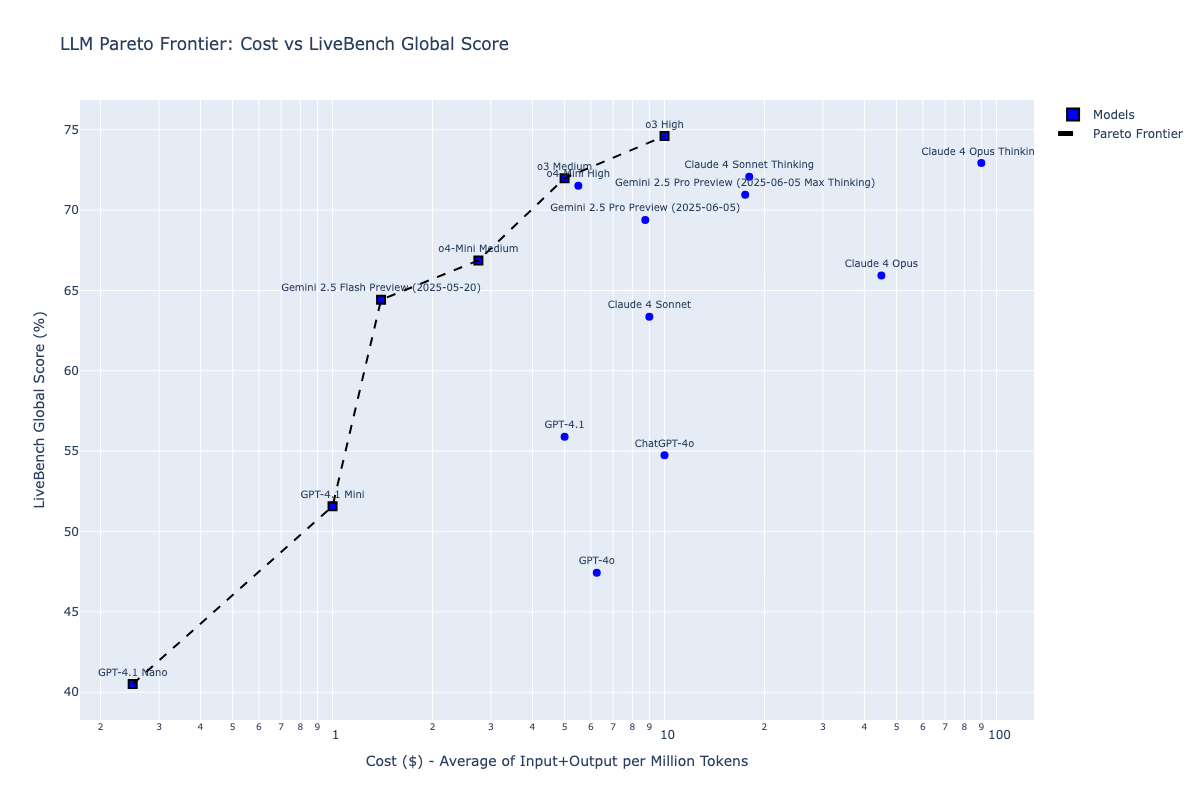 LLM Pareto Frontier: Cost vs LiveBench Global Score
Models
Pareto Frontier
LiveBench Global Score (%)
75
70
65
60
55
50
45
40
o3 High
Claude 4 Opus Thinkin
o3 Medium
Claude 4 Sonnet Thinking
o4-Mini High
Gemini 2.5 Pro Preview (2025-06-05 Max Thinking)
Gemini 2.5 Pro Preview (2025-06-05)
o4-Mini Medium
Claude 4 Opus
Gemini 2.5 Flash Preview (2025-05-20)
Claude 4 Sonnet
GPT-4.1
ChatGPT-4o
GPT-4.1 Mini
GPT-4o
GPT-4.1 Nano
2 3 4 5 6 7 8 9 1 2 3 4 5 6 7 8 9 10 2 3 4 5 6 7 8 9 100
Cost ($) - Average of Input+Output per Million Tokens